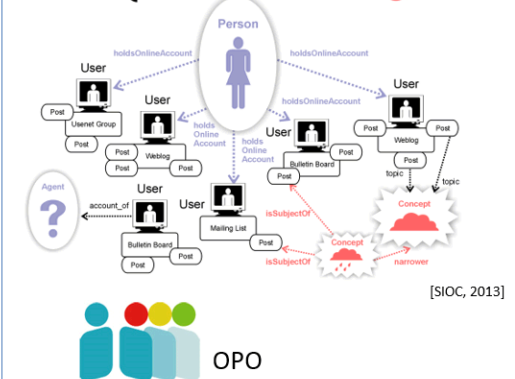 Person
holdsOnlineAccount
holdsOnlineAccount
User
User
User
holdsOnlineAccount
holds
Online
Account
holds
Online
Account
User
Post
Usenet Group
Post
Post
Weblog
Post
Post
Post
Bulletin Board
Post
Post
Weblog
Post
Post
topic
topic
Agent
account_of
User
User
isSubjectOf
Concept
Bulletin Board
Post
Post
Mailing List
Post
isSubjectOf
Concept
narrower
[SIOC, 2013]
OPO